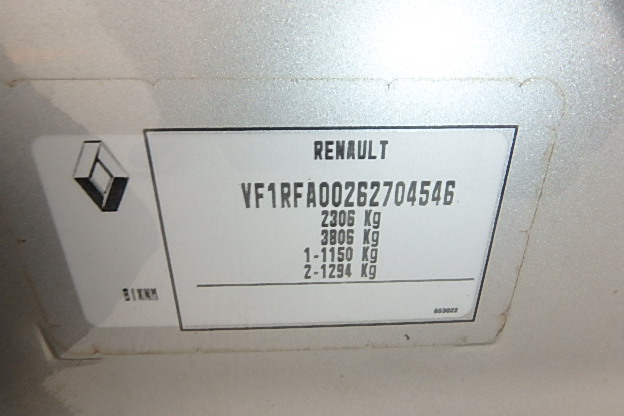 RENAULT
VF1RFA00262704546
2306 Kg
3806 Kg
1-1150 Kg
2-1294 Kg